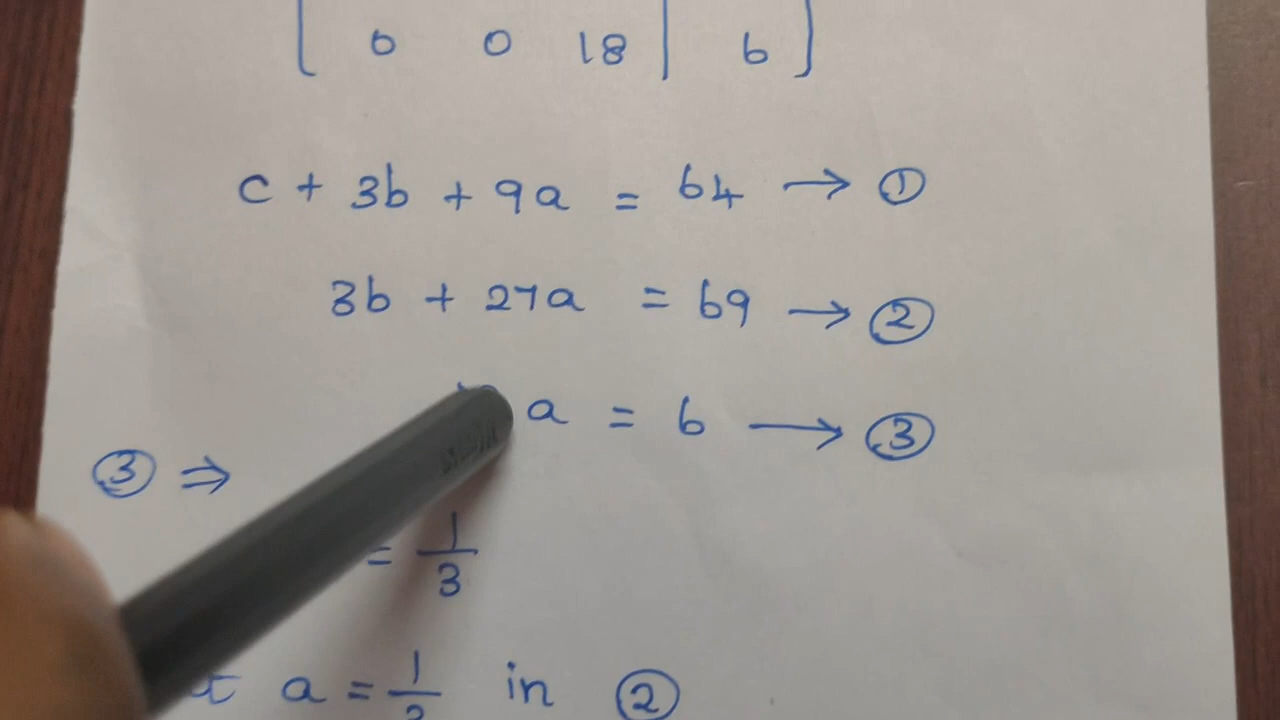 [ 0 0 18 | 6 ]
c + 3b + 9a = 64 → ①
3b + 27a = 69 → ②
a = 6 → ③
③ ⇒
= 1/3
a = 1/3 in ②